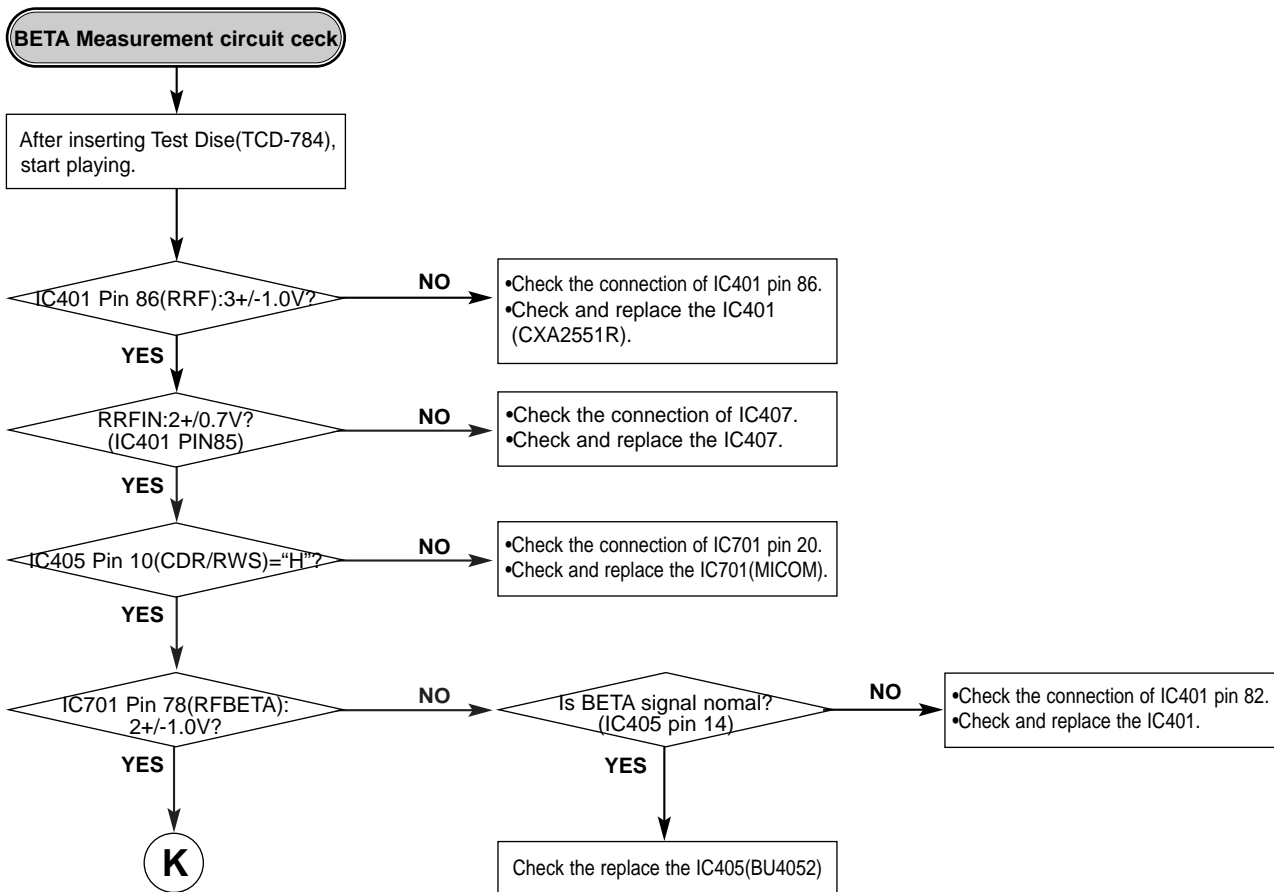 BETA Measurement circuit ceck
After inserting Test Dise(TCD-784),
start playing.
IC401 Pin 86(RRF):3+/-1.0V?
NO
•Check the connection of IC401 pin 86.
•Check and replace the IC401
(CXA2551R).
YES
RRFIN:2+/0.7V?
(IC401 PIN85)
NO
•Check the connection of IC407.
•Check and replace the IC407.
YES
IC405 Pin 10(CDR/RWS)=“H”?
NO
•Check the connection of IC701 pin 20.
•Check and replace the IC701(MICOM).
YES
IC701 Pin 78(RFBETA):
2+/-1.0V?
NO
Is BETA signal nomal?
(IC405 pin 14)
NO
•Check the connection of IC401 pin 82.
•Check and replace the IC401.
YES
YES
K
Check the replace the IC405(BU4052)